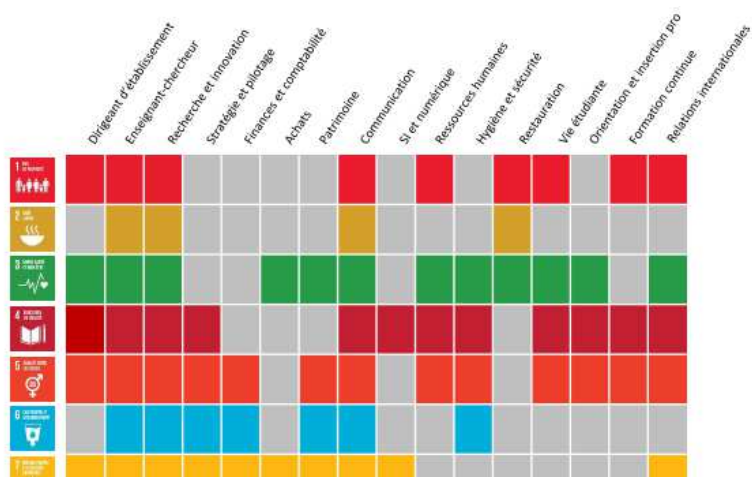 Dirigeant d'établissement
Enseignant-chercheur
Recherche et innovation
Stratégie et pilotage
Finances et comptabilité
Achats
Patrimoine
Communication
SI et numérique
Ressources humaines
Hygiène et sécurité
Restauration
Vie étudiante
Orientation et insertion pro
Formation continue
Relations internationales
1
2
3
4
5
6
7